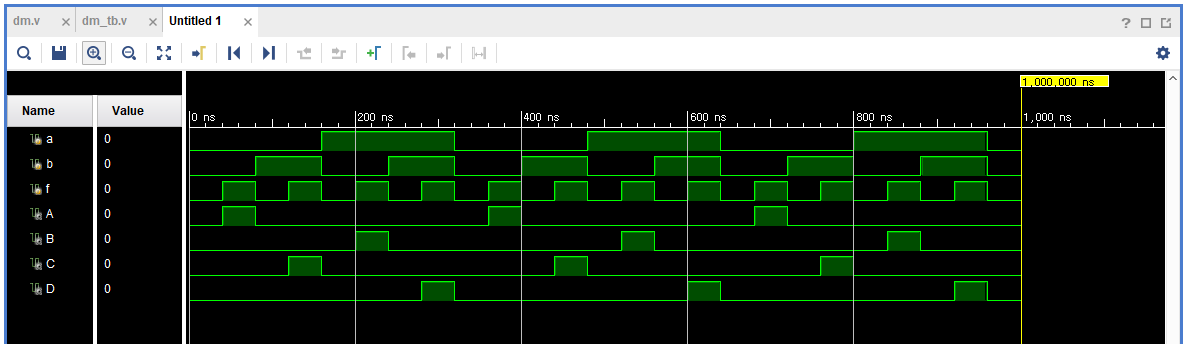 dm.v × dm_tb.v × Untitled 1 ×
?
1,000,000 ns
Name Value
0 ns 200 ns 400 ns 600 ns 800 ns 1,000 ns
a 0
b 0
f 0
A 0
B 0
C 0
D 0